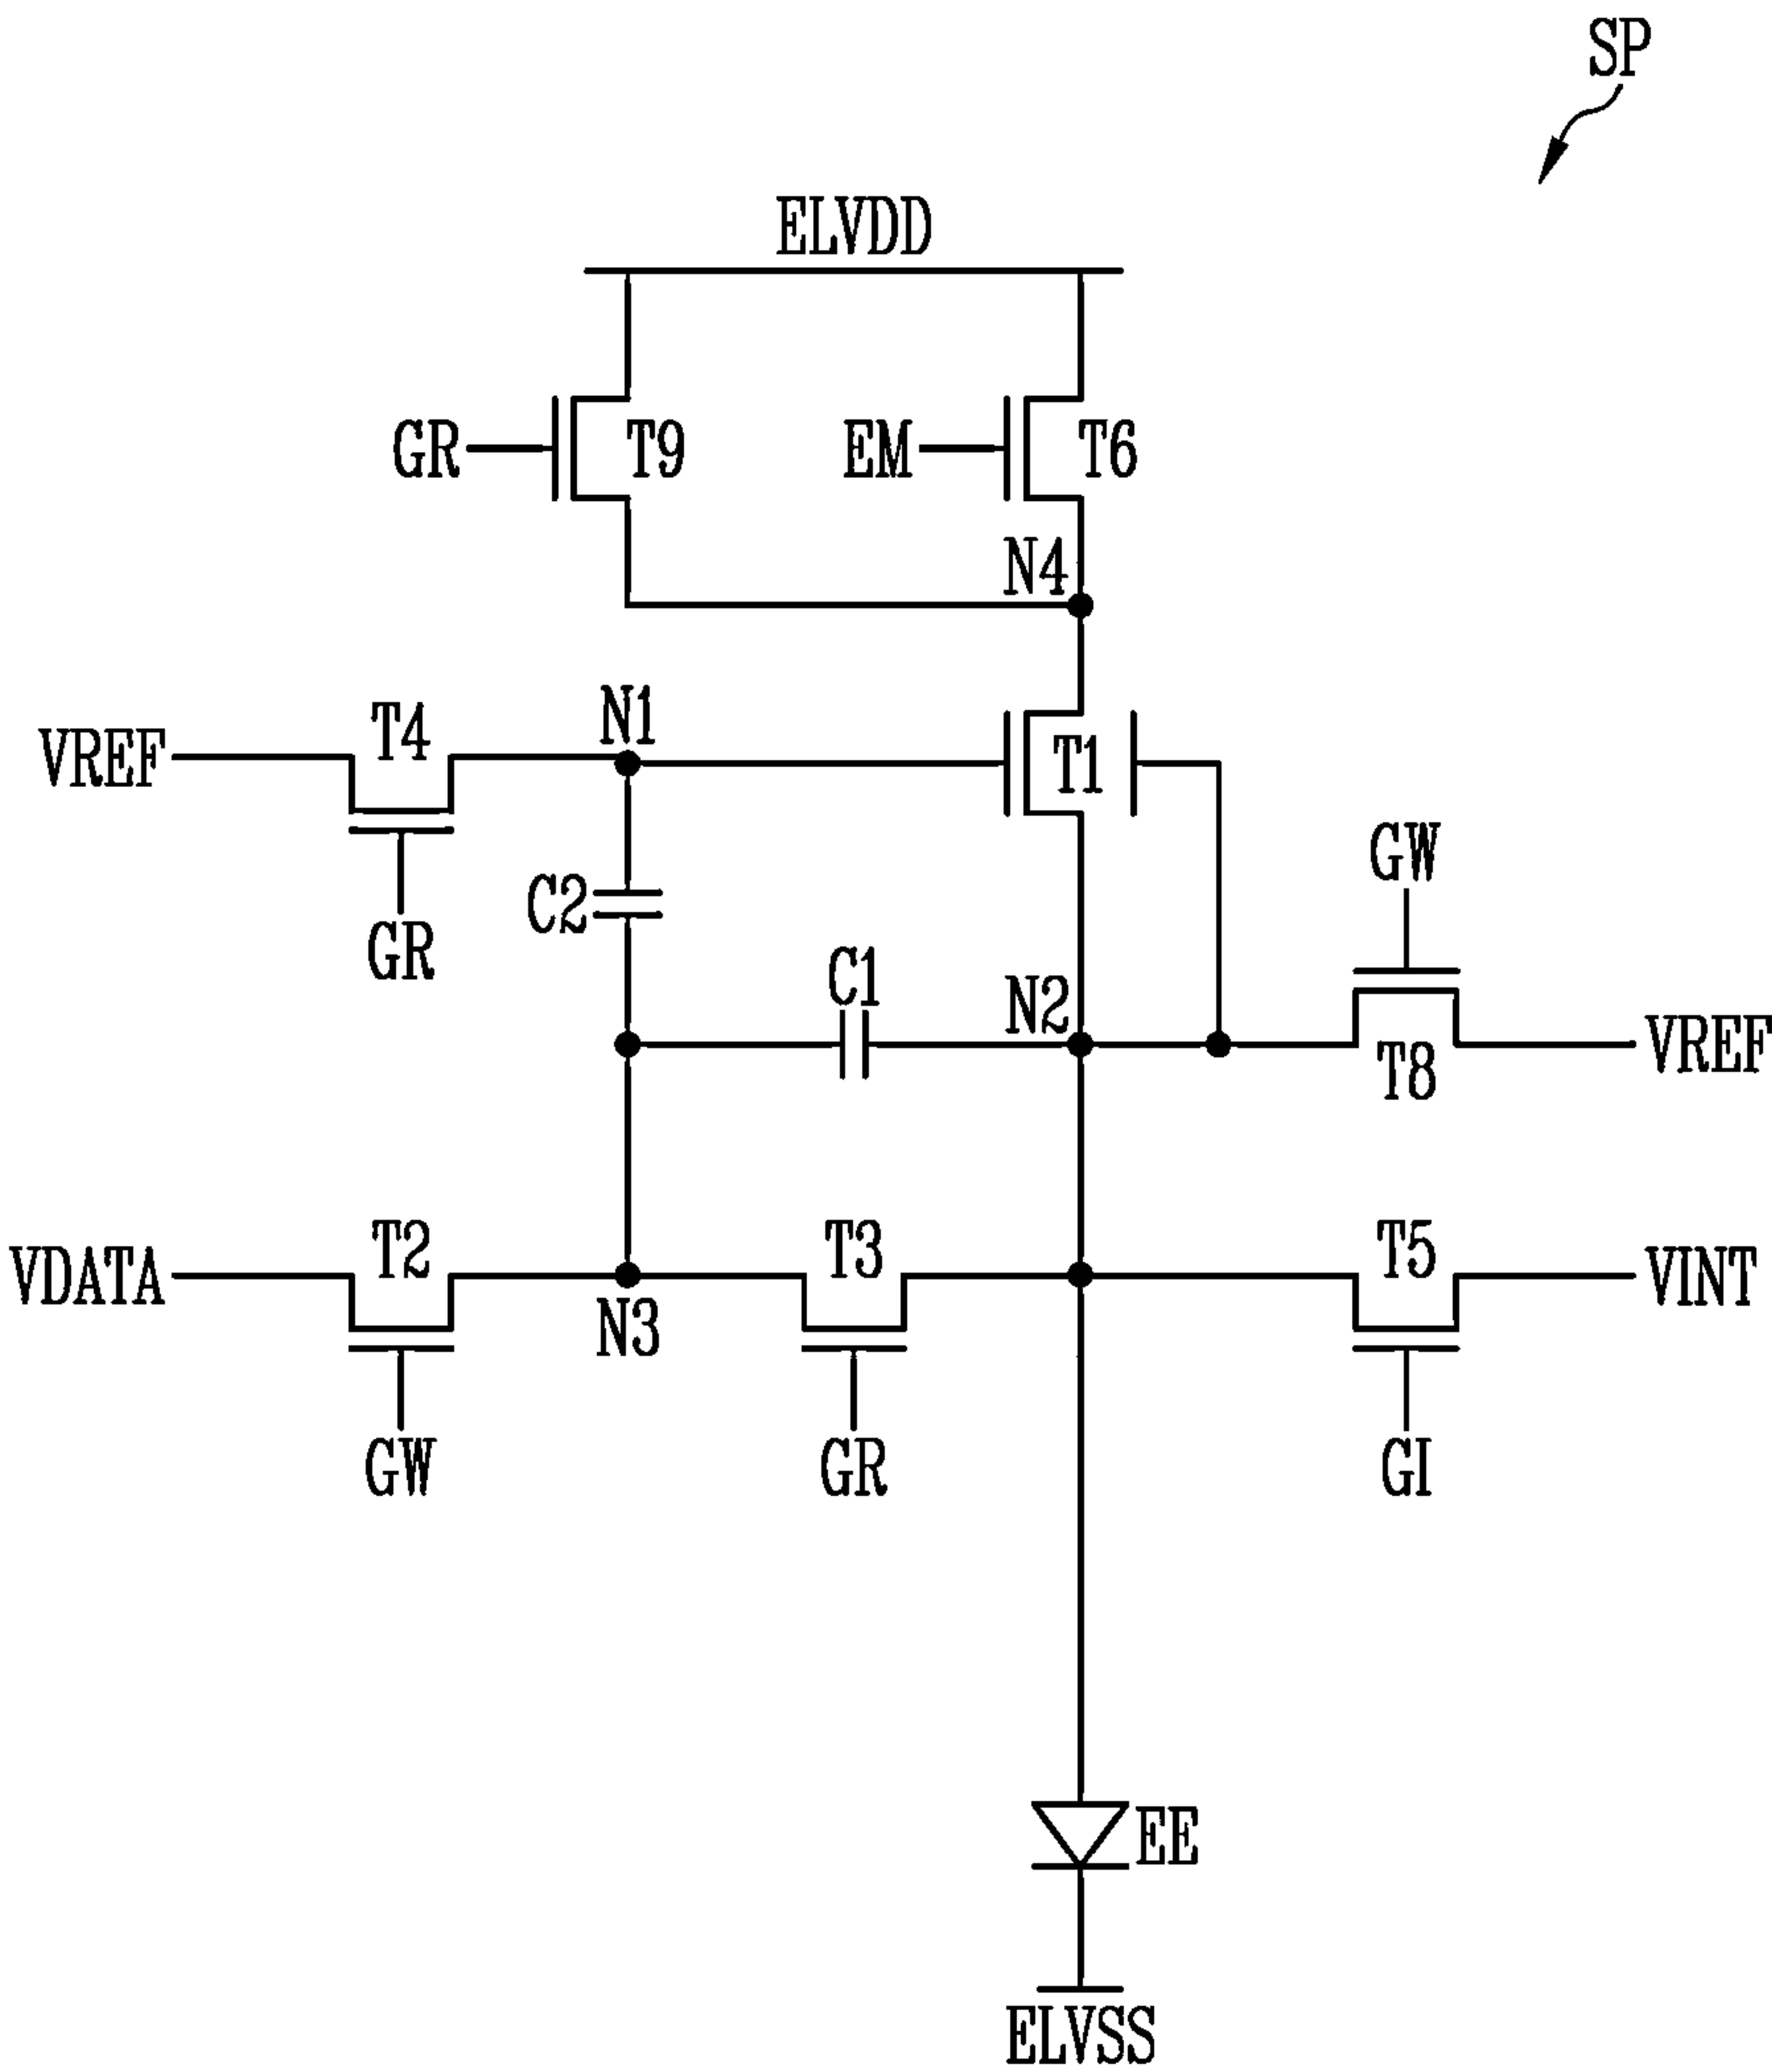 SP
ELVDD
GR
T9
EM
T6
N4
VREF
T4
N1
T1
GW
C2
GR
C1
N2
VREF
T8
VDATA
T2
T3
T5
VINT
N3
GW
GR
GI
EE
ELVSS